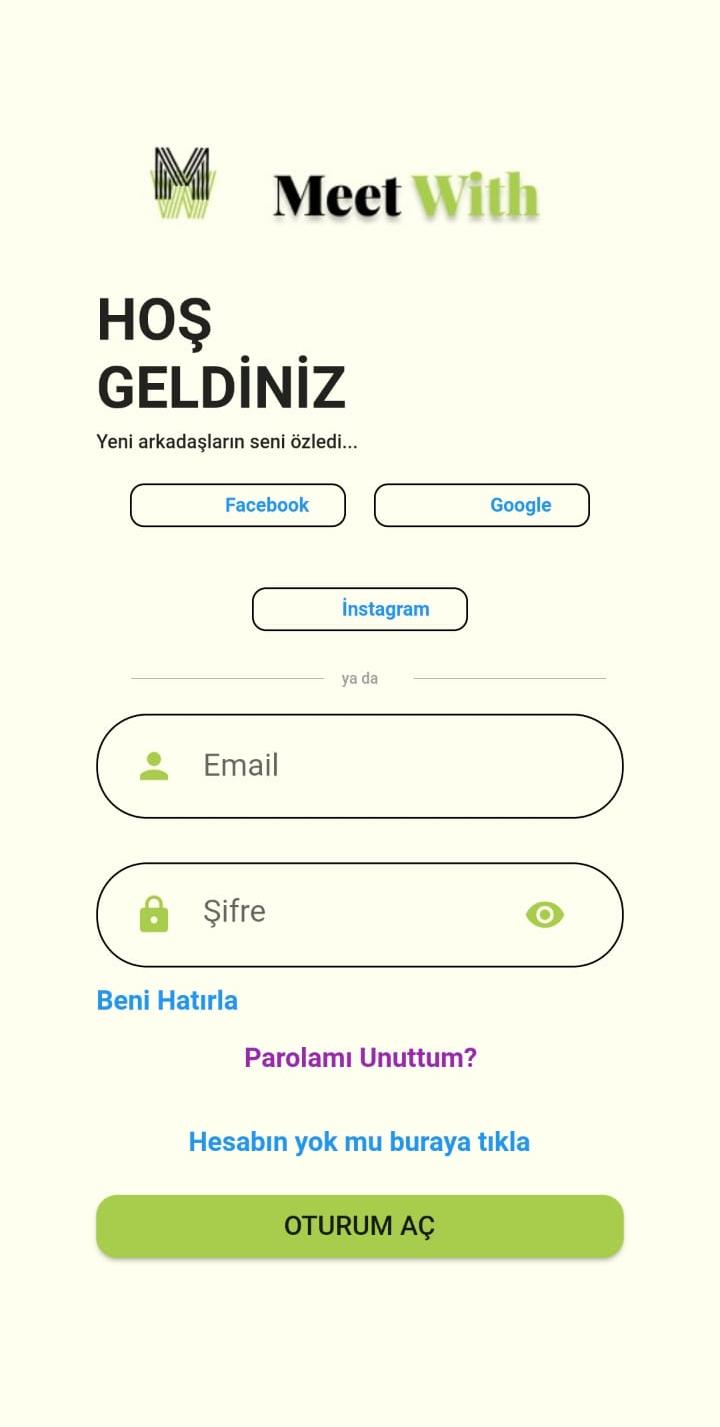 MW
Meet With
HOŞ
GELDİNİZ
Yeni arkadaşların seni özledi...
Facebook
Google
İnstagram
ya da
Email
Şifre
Beni Hatırla
Parolamı Unuttum?
Hesabın yok mu buraya tıkla
OTURUM AÇ